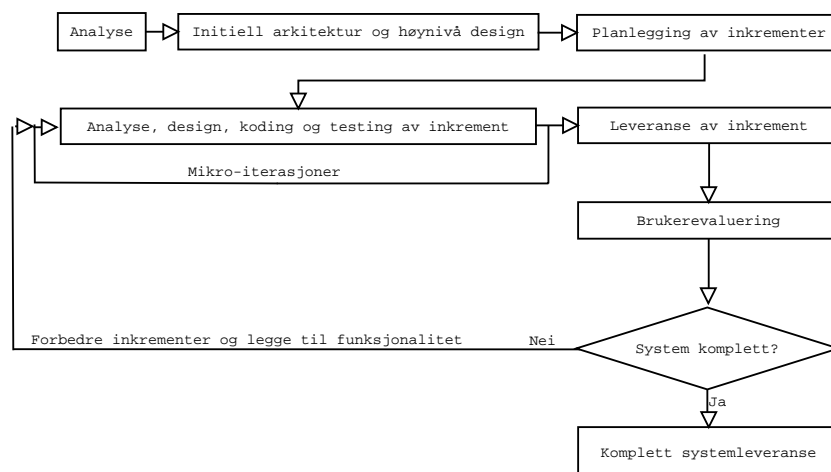 Analyse
Initiell arkitektur og høynivå design
Planlegging av inkrementer
Analyse, design, koding og testing av inkrement
Leveranse av inkrement
Mikro-iterasjoner
Brukerevaluering
Forbedre inkrementer og legge til funksjonalitet
Nei
System komplett?
Ja
Komplett systemleveranse